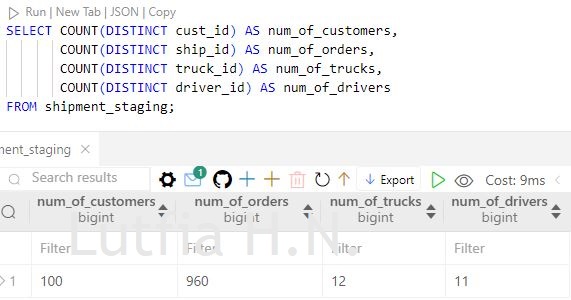 Run | New Tab | JSON | Copy
SELECT COUNT(DISTINCT cust_id) AS num_of_customers,
COUNT(DISTINCT ship_id) AS num_of_orders,
COUNT(DISTINCT truck_id) AS num_of_trucks,
COUNT(DISTINCT driver_id) AS num_of_drivers
FROM shipment_staging;
ment_staging ×
Search results 1 Export Cost: 9ms
num_of_customers num_of_orders num_of_trucks num_of_drivers
bigint bigint bigint bigint
Filter Filter Filter Filter
Lutfia H.N.
1 100 960 12 11